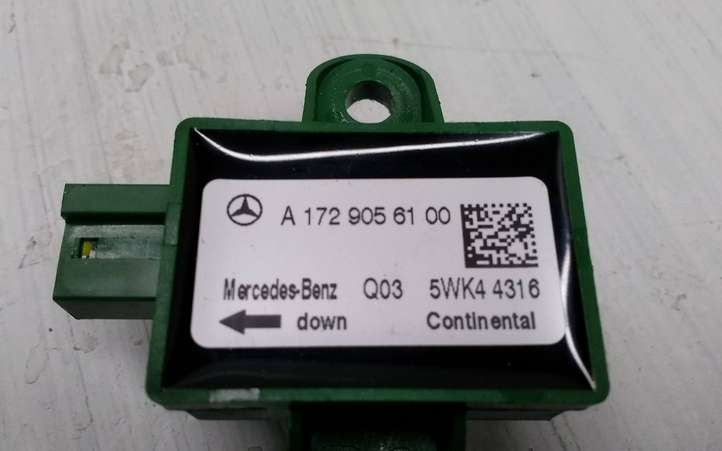 A 172 905 61 00
Mercedes-Benz Q03 5WK4 4316
down Continental